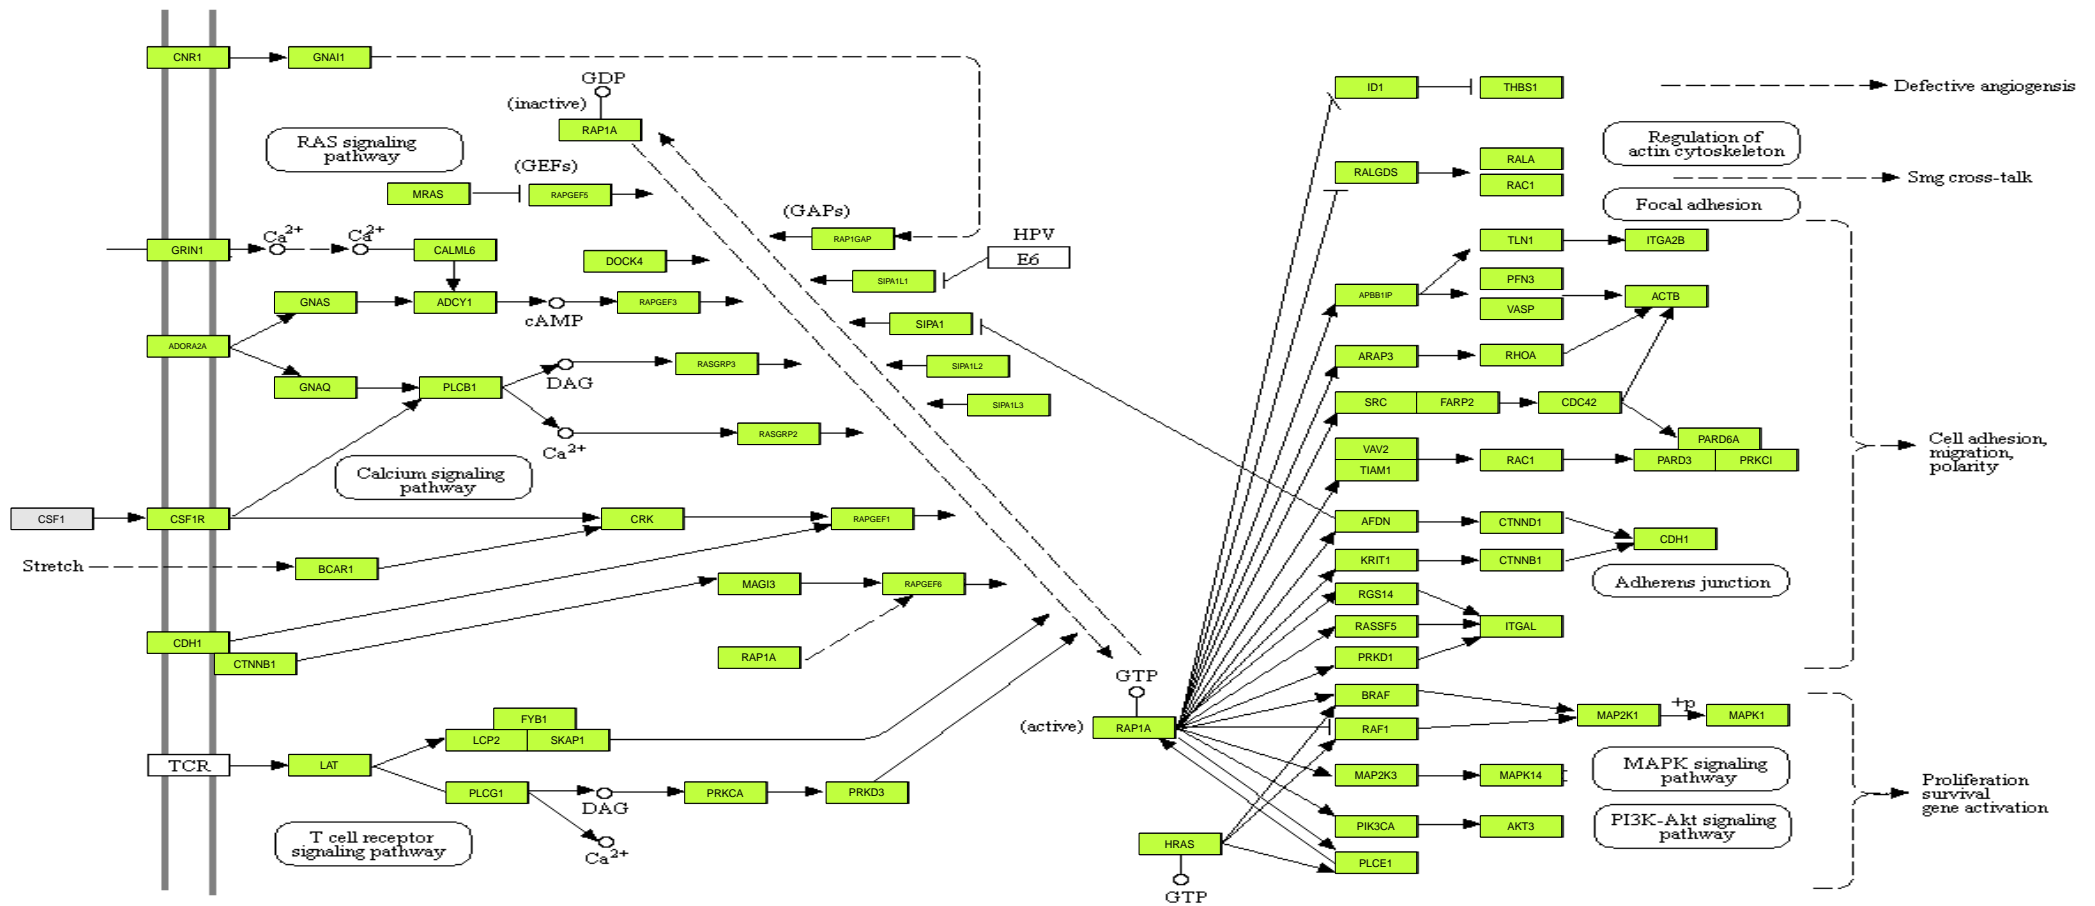 CNR1
GNAI1
GDP
(inactive)
RAP1A
RAS signaling
pathway
(GEFs)
MRAS
RAPGEF5
(GAPs)
RAP1GAP
HPV
E6
GRIN1
Ca2+
Ca2+
CALML6
DOCK4
SIPA1L1
GNAS
ADCY1
cAMP
RAPGEF3
SIPA1
ADORA2A
GNAQ
PLCB1
DAG
RASGRP3
SIPA1L2
SIPA1L3
Ca2+
RASGRP2
Calcium signaling
pathway
CSF1
CSF1R
CRK
RAPGEF1
Stretch
BCAR1
MAGI3
RAPGEF6
CDH1
CTNNB1
RAP1A
FYB1
LCP2
SKAP1
TCR
LAT
PLCG1
DAG
PRKCA
PRKD3
Ca2+
T cell receptor
signaling pathway
GTP
(active)
RAP1A
HRAS
GTP
ID1
THBS1
Defective angiogensis
Regulation of
actin cytoskeleton
RALGDS
RALA
RAC1
Smg cross-talk
Focal adhesion
TLN1
ITGA2B
APBB1IP
PFN3
VASP
ACTB
ARAP3
RHOA
SRC
FARP2
CDC42
VAV2
TIAM1
RAC1
PARD6A
PARD3
PRKCI
Cell adhesion,
migration,
polarity
AFDN
CTNND1
CDH1
KRIT1
CTNNB1
Adherens junction
RGS14
RASSF5
ITGAL
PRKD1
BRAF
RAF1
MAP2K1
+p
MAPK1
MAP2K3
MAPK14
MAPK signaling
pathway
Proliferation
survival
gene activation
PIK3CA
AKT3
PI3K-Akt signaling
pathway
PLCE1